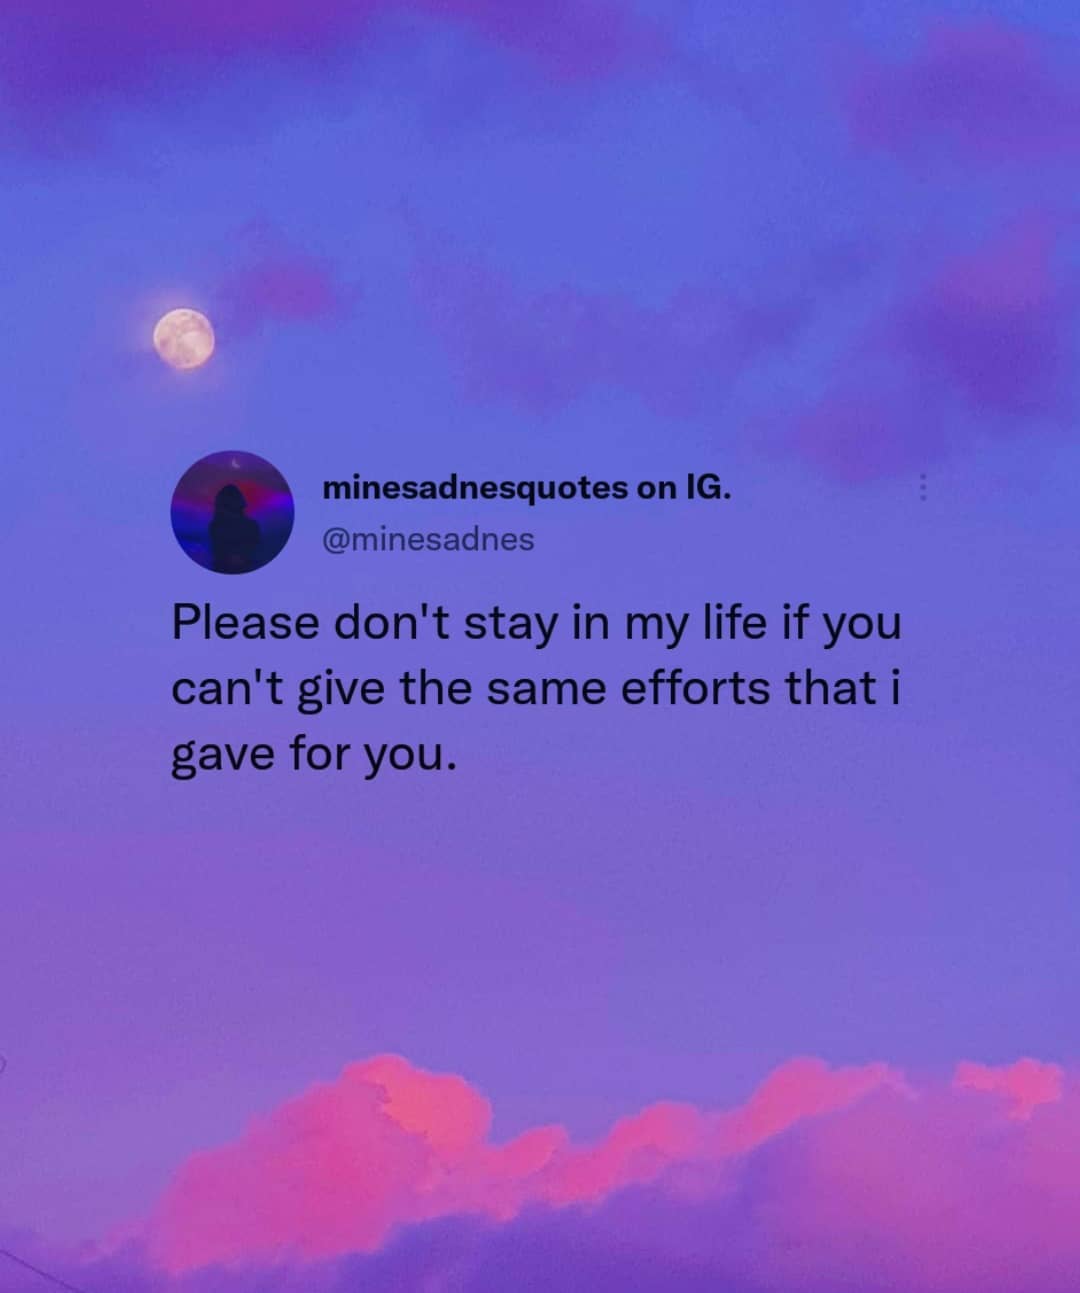 minesadnesquotes on IG.
@minesadnes
Please don't stay in my life if you
can't give the same efforts that i
gave for you.